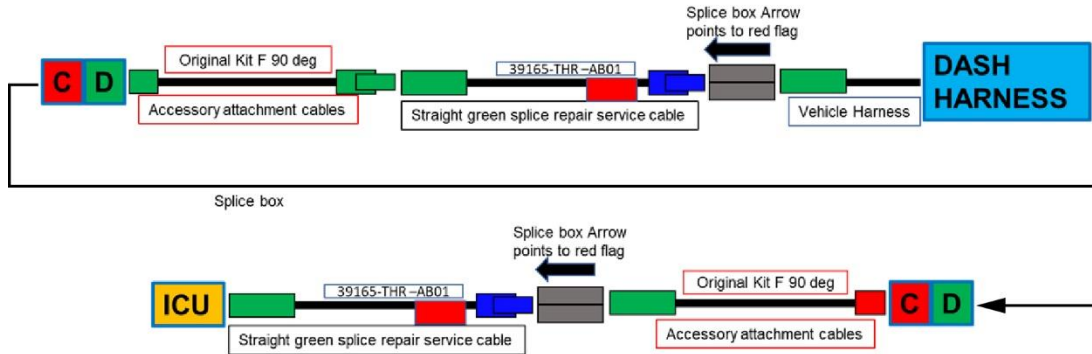 Splice box Arrow
points to red flag
C D
Original Kit F 90 deg
Accessory attachment cables
39165-THR –AB01
Straight green splice repair service cable
Vehicle Harness
DASH
HARNESS
Splice box
Splice box Arrow
points to red flag
ICU
39165-THR –AB01
Straight green splice repair service cable
Original Kit F 90 deg
Accessory attachment cables
C D